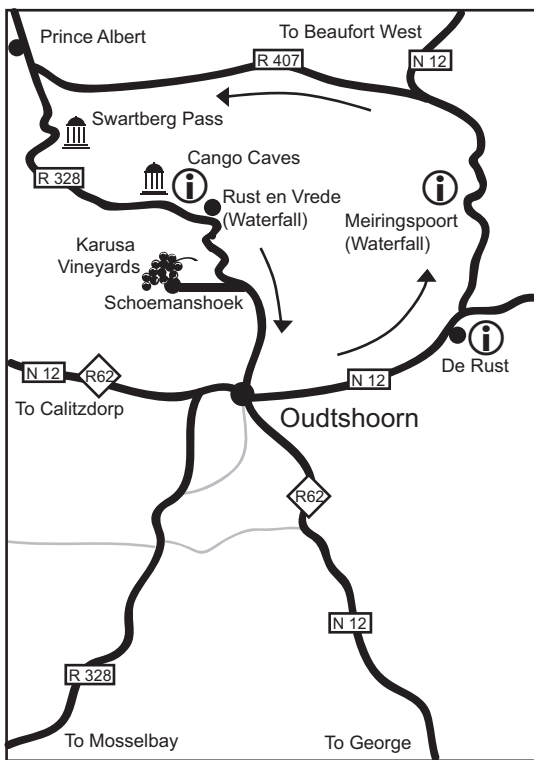 To Beaufort West
Prince Albert
R 407
N 12
Swartberg Pass
Cango Caves
R 328
i
i
Rust en Vrede
(Waterfall)
Meiringspoort
(Waterfall)
Karusa
Vineyards
Schoemanshoek
i
De Rust
N 12
R62
N 12
To Calitzdorp
Oudtshoorn
R62
N 12
R 328
To Mosselbay
To George